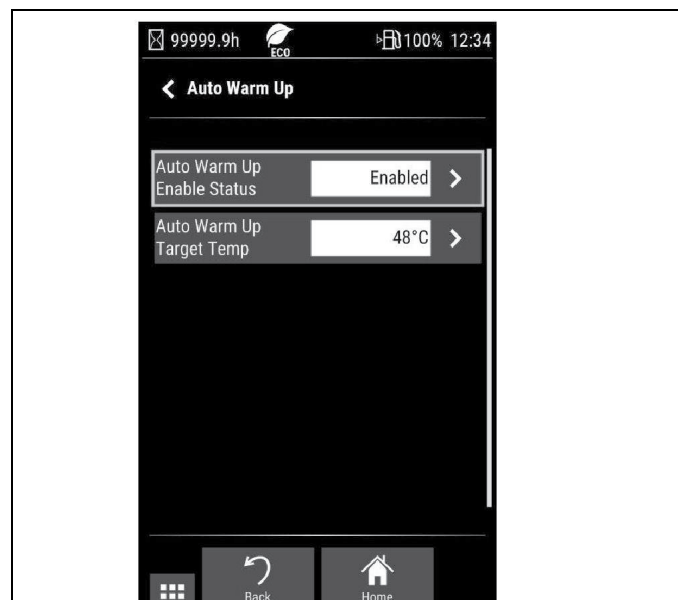 99999.9h ECO 100% 12:34
Auto Warm Up
Auto Warm Up
Enable Status
Enabled
Auto Warm Up
Target Temp
48°C
Back Home